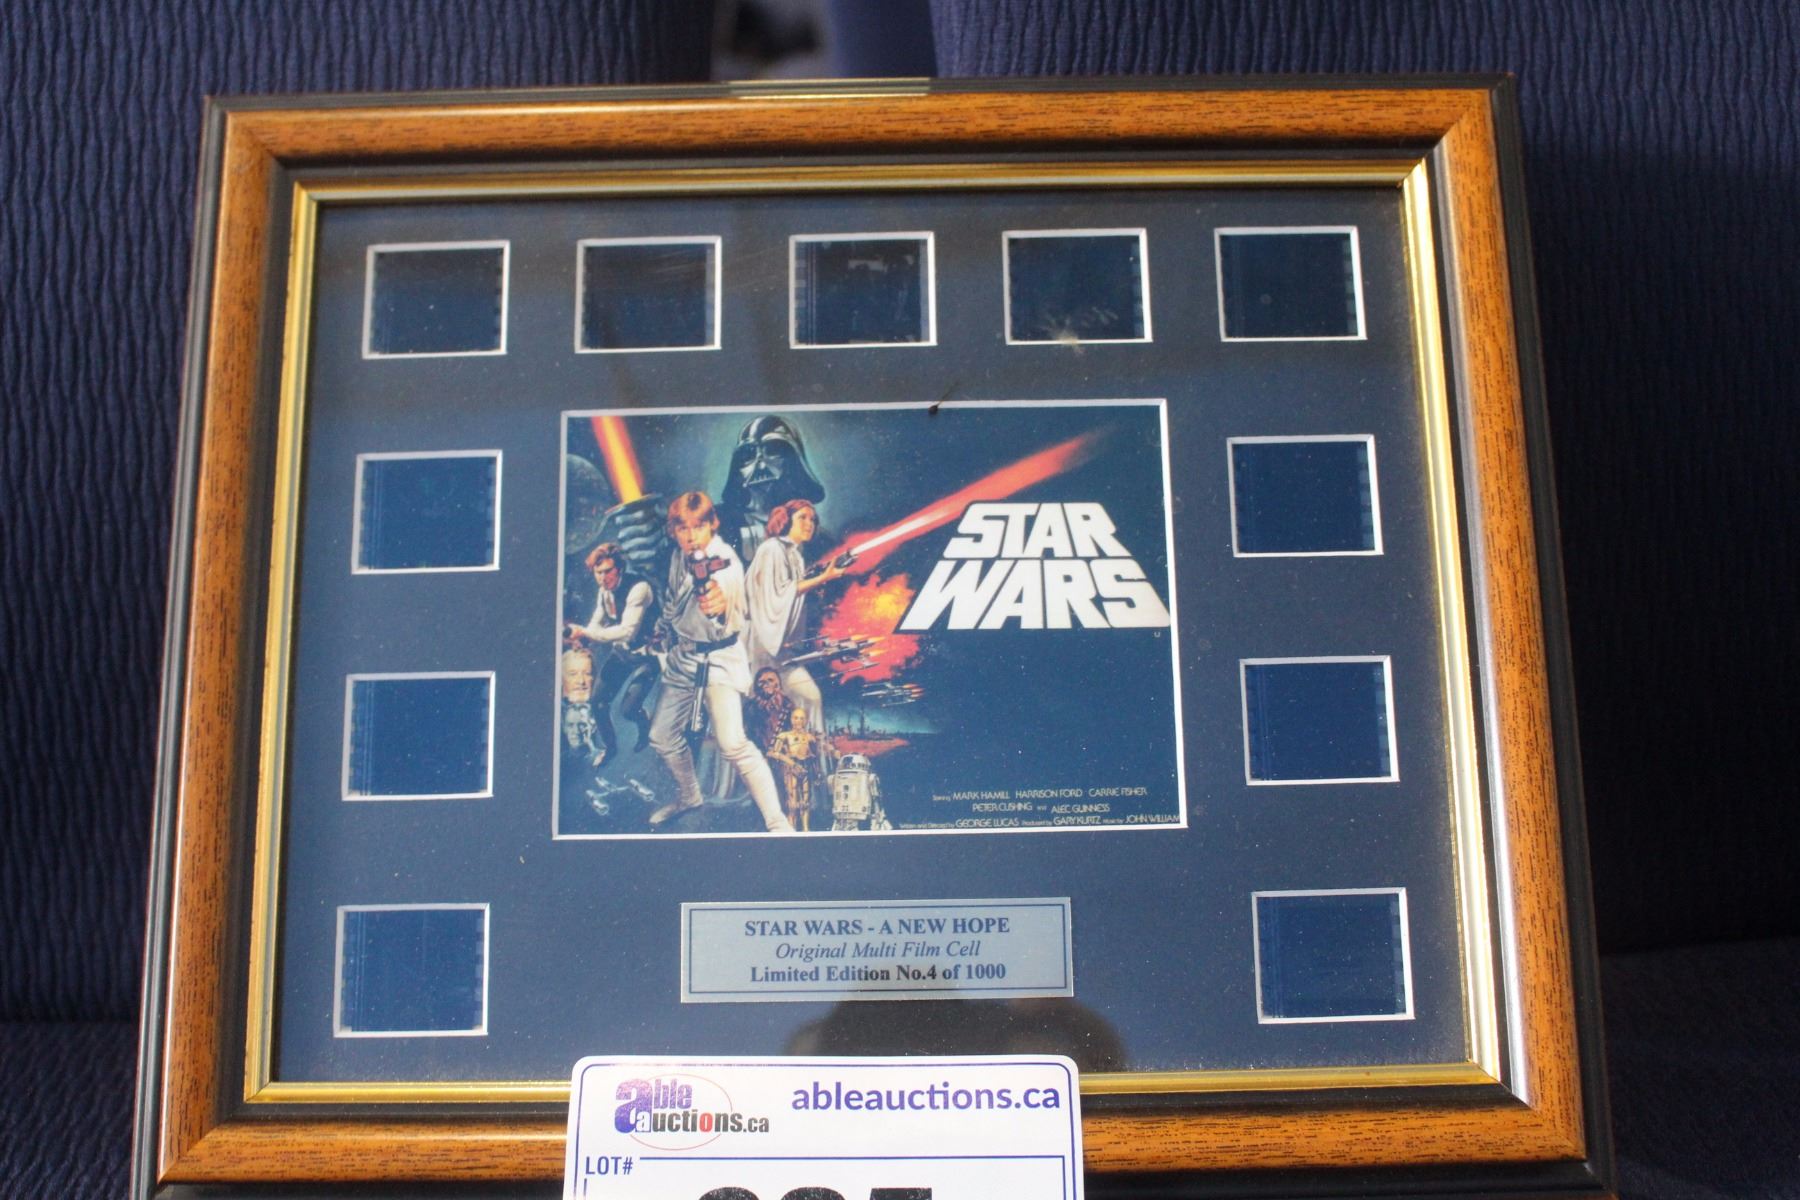 STAR
WARS
Starring MARK HAMILL HARRISON FORD CARRIE FISHER
PETER CUSHING and ALEC GUINNESS
Written and Directed by GEORGE LUCAS Produced by GARY KURTZ Music by JOHN WILLIAM
STAR WARS - A NEW HOPE
Original Multi Film Cell
Limited Edition No.4 of 1000
able auctions.ca
ableauctions.ca
LOT#